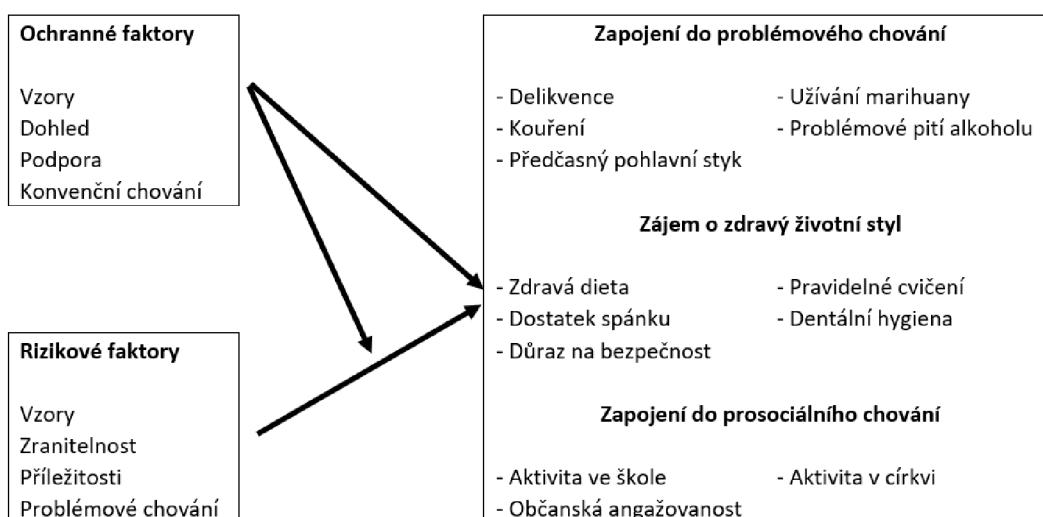 Ochranné faktory
Vzory
Dohled
Podpora
Konvenční chování
Rizikové faktory
Vzory
Zranitelnost
Příležitosti
Problémové chování
Zapojení do problémového chování
- Delikvence - Užívání marihuany
- Kouření - Problémové pití alkoholu
- Předčasný pohlavní styk
Zájem o zdravý životní styl
- Zdravá dieta - Pravidelné cvičení
- Dostatek spánku - Dentální hygiena
- Důraz na bezpečnost
Zapojení do prosociálního chování
- Aktivita ve škole - Aktivita v církvi
- Občanská angažovanost